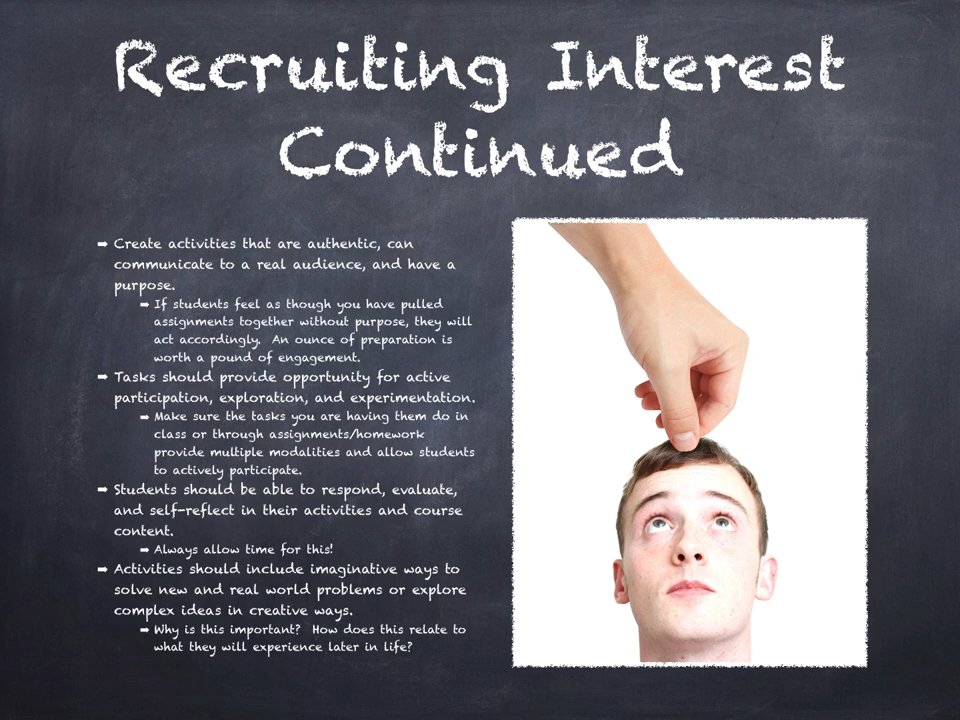 Recruiting Interest
Continued
➡ Create activities that are authentic, can
communicate to a real audience, and have a
purpose.
➡ If students feel as though you have pulled
assignments together without purpose, they will
act accordingly.  An ounce of preparation is
worth a pound of engagement.
➡ Tasks should provide opportunity for active
participation, exploration, and experimentation.
➡ Make sure the tasks you are having them do in
class or through assignments/homework
provide multiple modalities and allow students
to actively participate.
➡ Students should be able to respond, evaluate,
and self-reflect in their activities and course
content.
➡ Always allow time for this!
➡ Activities should include imaginative ways to
solve new and real world problems or explore
complex ideas in creative ways.
➡ Why is this important?  How does this relate to
what they will experience later in life?